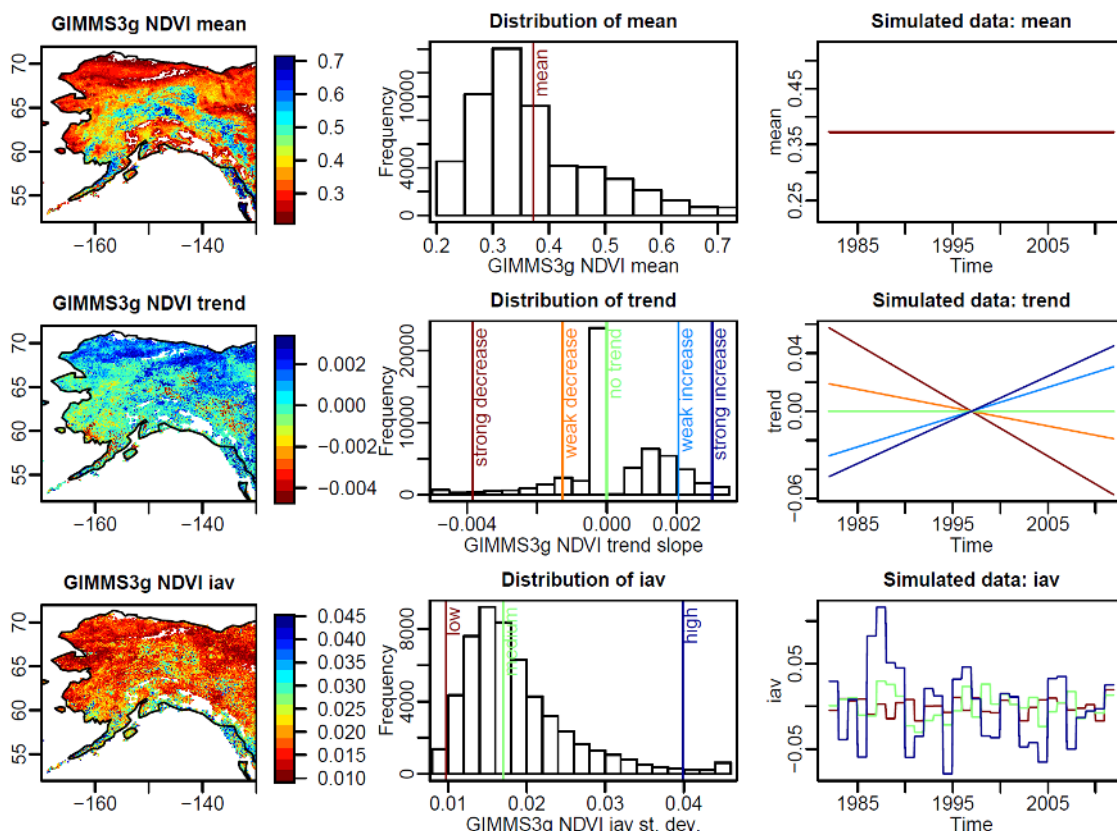 GIMMS3g NDVI mean
70
65
60
55
−160
−140
0.7
0.6
0.5
0.4
0.3
Distribution of mean
Frequency
0
4000
10000
mean
0.2
0.3
0.4
0.5
0.6
0.7
GIMMS3g NDVI mean
Simulated data: mean
mean
0.25
0.35
0.45
1985
1995
2005
Time
GIMMS3g NDVI trend
70
65
60
55
−160
−140
0.002
0.000
−0.002
−0.004
Distribution of trend
Frequency
0
10000
20000
strong decrease
weak decrease
no trend
weak increase
strong increase
−0.004
0.000
0.002
GIMMS3g NDVI trend slope
Simulated data: trend
trend
−0.06
0.00
0.04
1985
1995
2005
Time
GIMMS3g NDVI iav
70
65
60
55
−160
−140
0.045
0.040
0.035
0.030
0.025
0.020
0.015
0.010
Distribution of iav
Frequency
0
4000
8000
low
medium
high
0.01
0.02
0.03
0.04
GIMMS3g NDVI iav st. dev.
Simulated data: iav
iav
−0.05
0.05
1985
1995
2005
Time